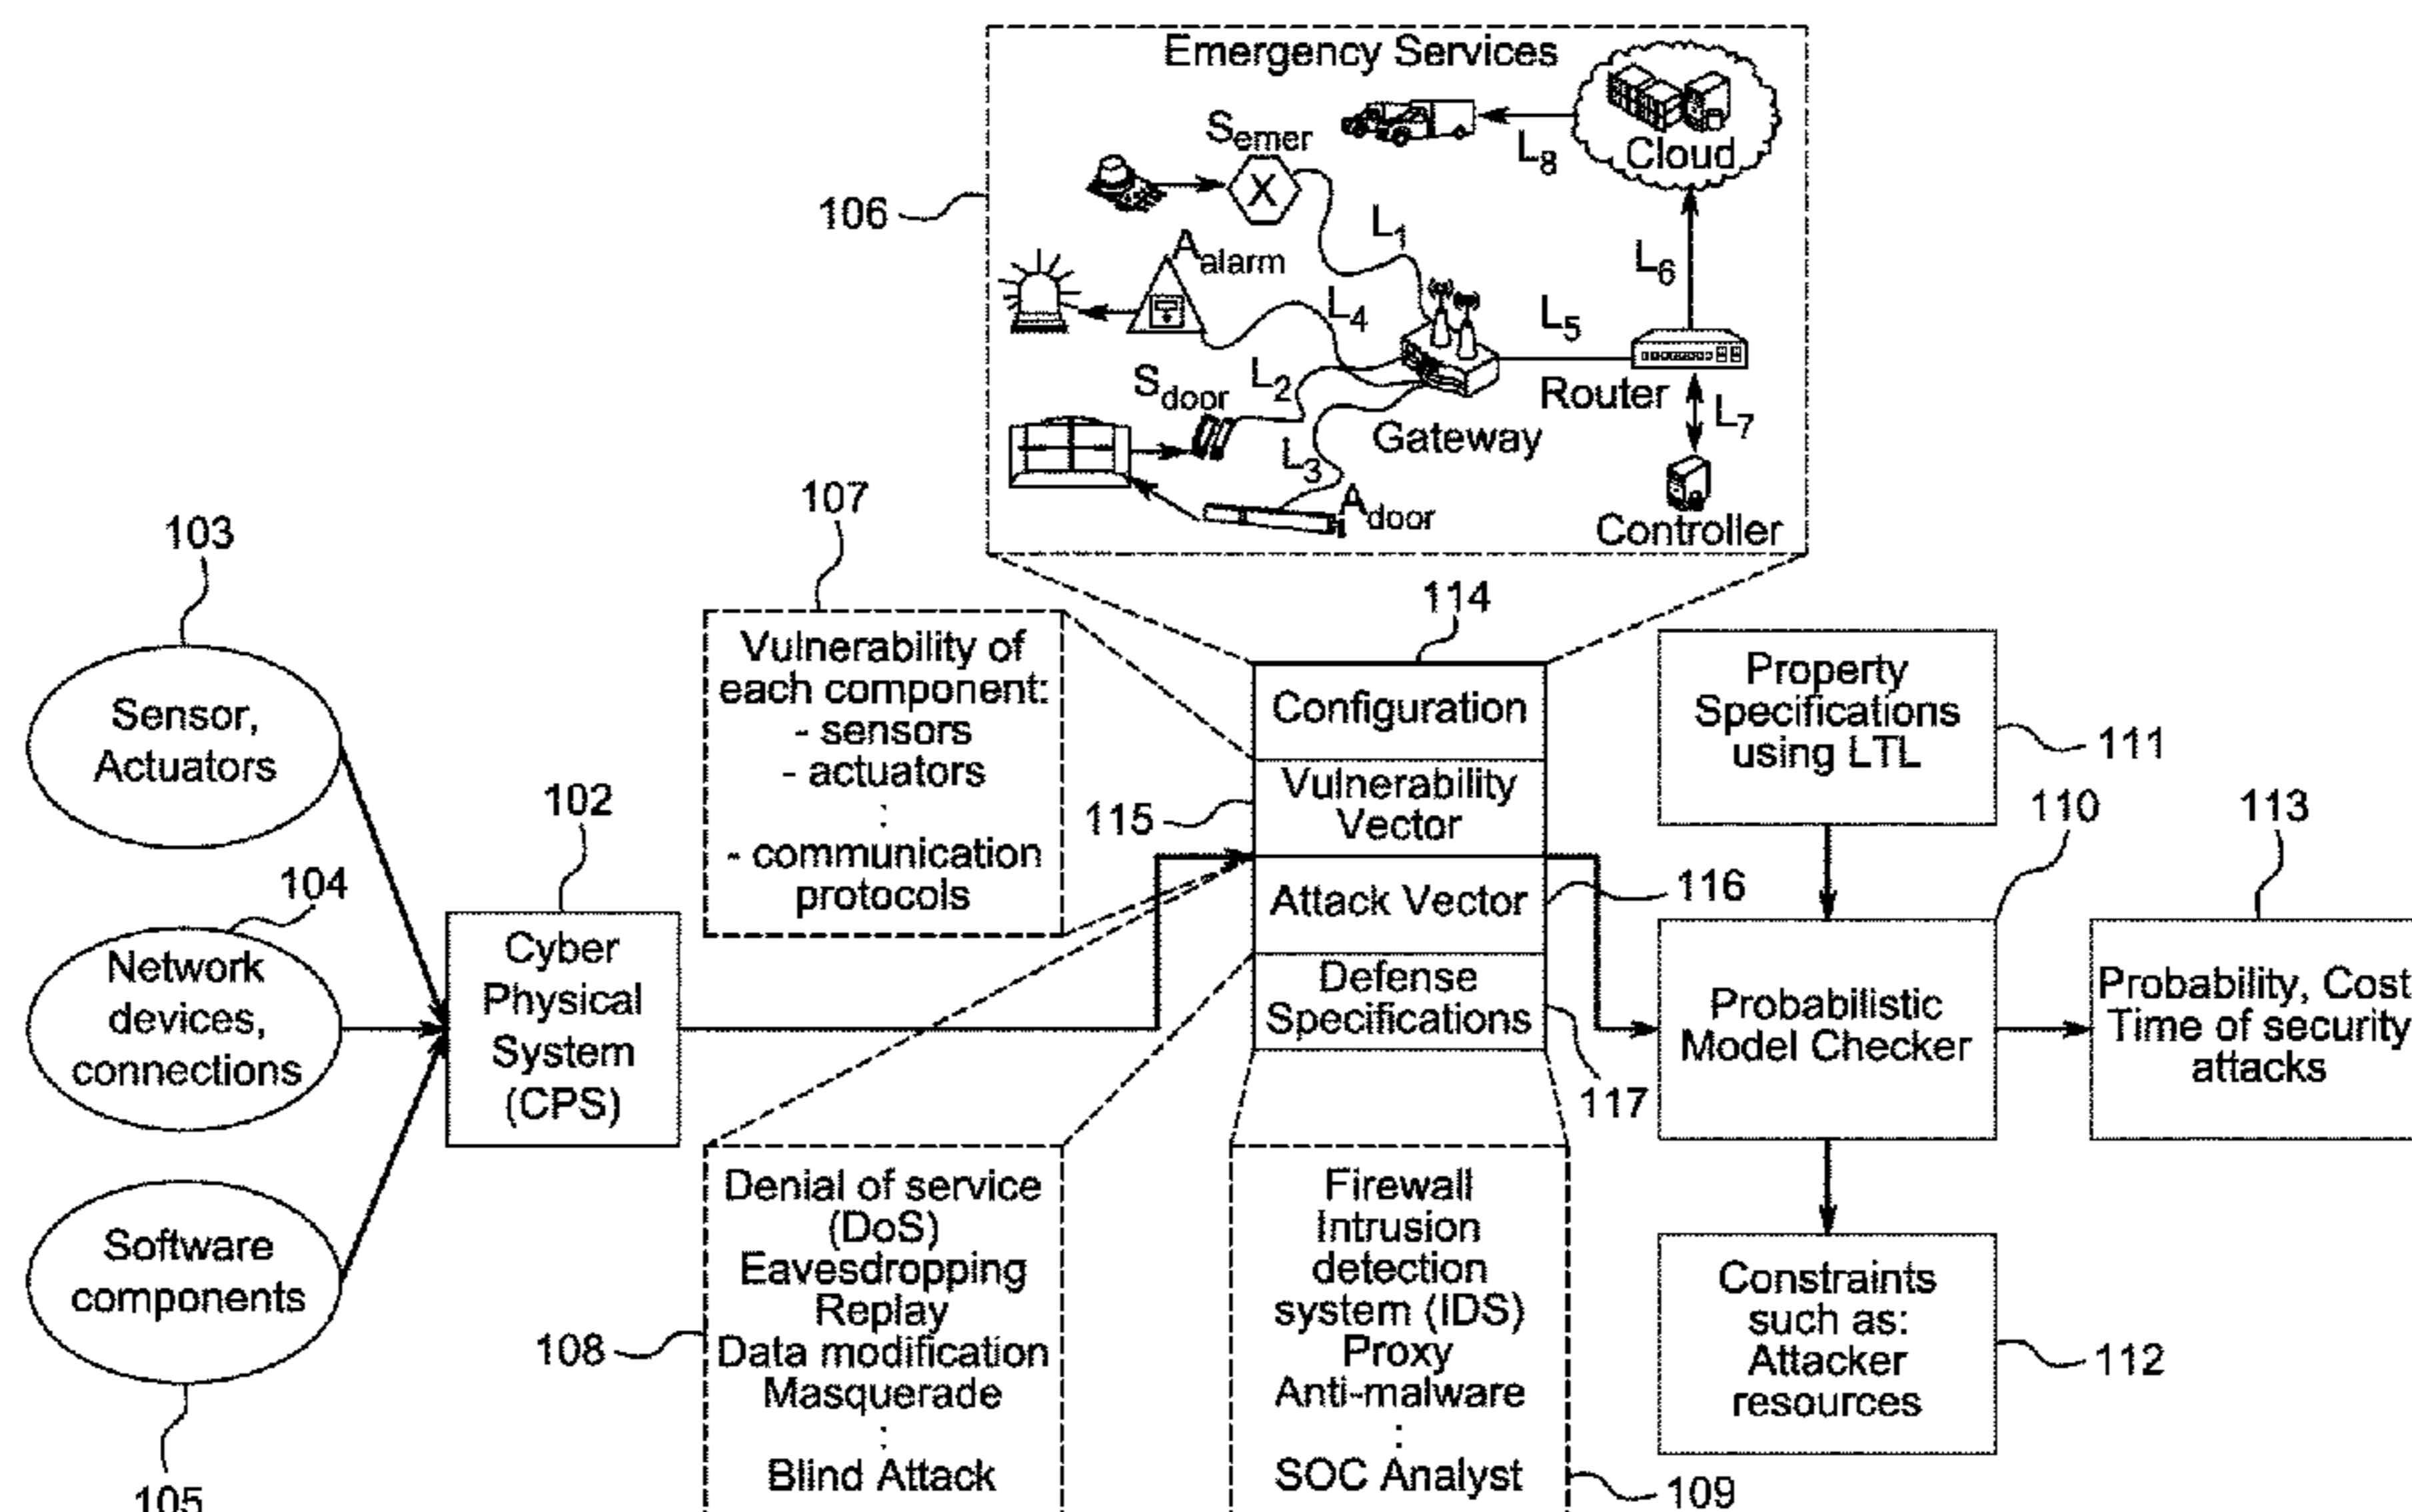 Emergency Services
Semer
Cloud
L8
106
L1
Aalarm
L6
L4
L5
L2
Sdoor
Router
L7
Gateway
L3
Adoor
Controller
107
103
114
Vulnerability of
each component:
- sensors
- actuators
:
- communication
protocols
Configuration
Property
Specifications
using LTL
111
Sensor,
Actuators
102
115
Vulnerability
Vector
110
113
104
Attack Vector
116
Network
devices,
connections
Cyber
Physical
System
(CPS)
Defense
Specifications
117
Probabilistic
Model Checker
Probability, Cost
Time of security
attacks
Software
components
105
Denial of service
(DoS)
Eavesdropping
Replay
Data modification
Masquerade
:
Blind Attack
108
Firewall
Intrusion
detection
system (IDS)
Proxy
Anti-malware
:
SOC Analyst
109
Constraints
such as:
Attacker
resources
112